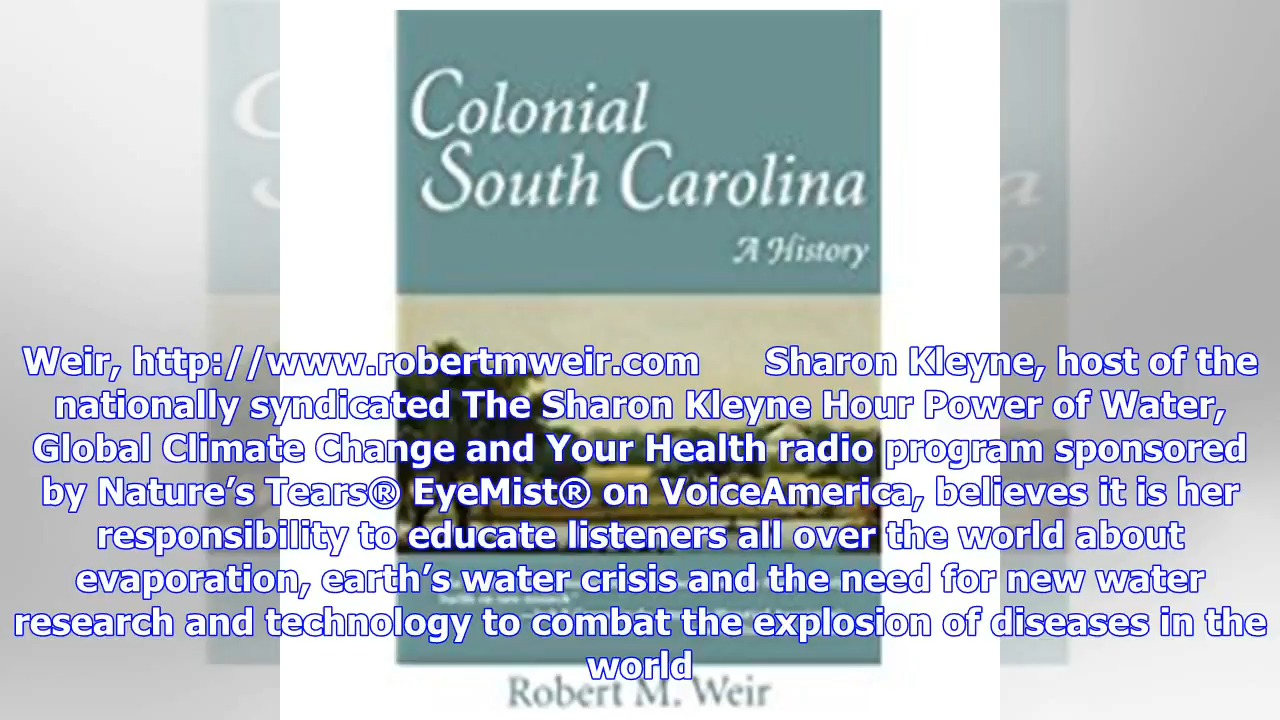 Colonial
South Carolina
A History
Weir, http://www.robertmweir.com Sharon Kleyne, host of the
nationally syndicated The Sharon Kleyne Hour Power of Water,
Global Climate Change and Your Health radio program sponsored
by Nature’s Tears® EyeMist® on VoiceAmerica, believes it is her
responsibility to educate listeners all over the world about
evaporation, earth’s water crisis and the need for new water
research and technology to combat the explosion of diseases in the
world
Robert M. Weir